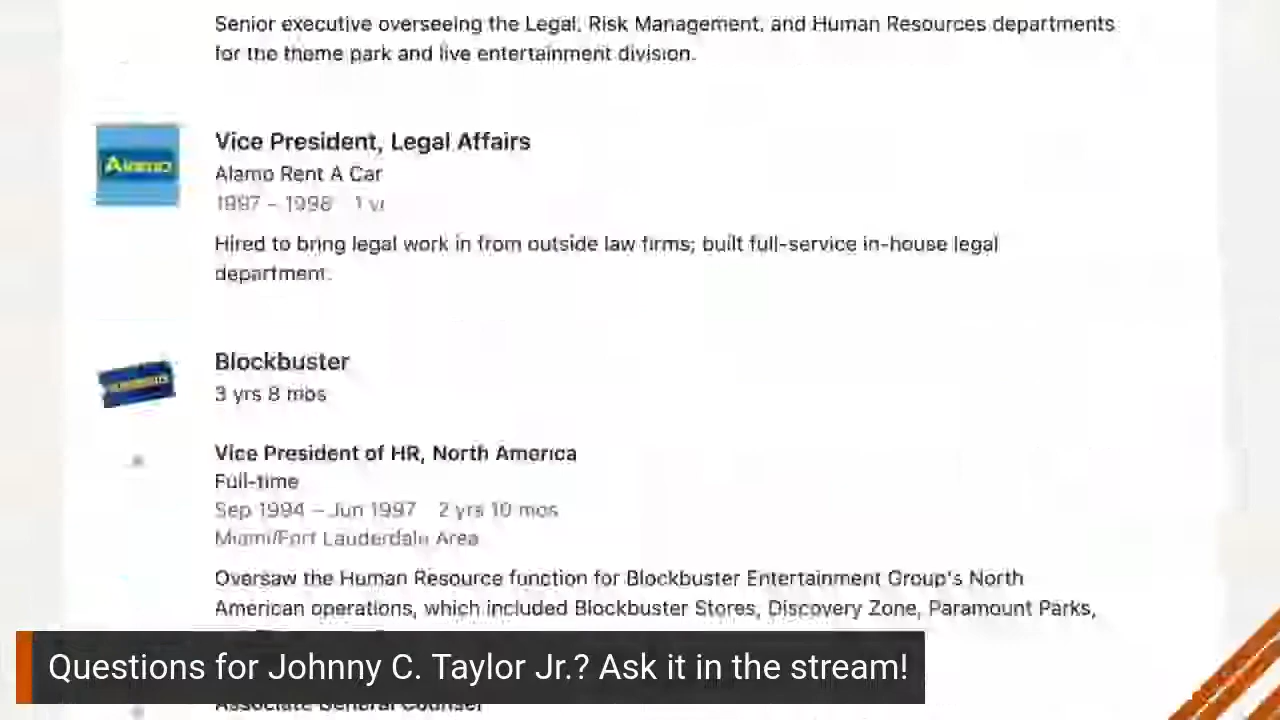 Senior executive overseeing the Legal, Risk Management, and Human Resources departments
for the theme park and live entertainment division.
Vice President, Legal Affairs
Alamo
Alamo Rent A Car
1997 – 1998 1 yr
Hired to bring legal work in from outside law firms; built full-service in-house legal
department.
Blockbuster
3 yrs 8 mos
Vice President of HR, North America
Full-time
Sep 1994 – Jun 1997 2 yrs 10 mos
Miami/Fort Lauderdale Area
Oversaw the Human Resource function for Blockbuster Entertainment Group's North
American operations, which included Blockbuster Stores, Discovery Zone, Paramount Parks,
Questions for Johnny C. Taylor Jr.? Ask it in the stream!
Associate General Counsel